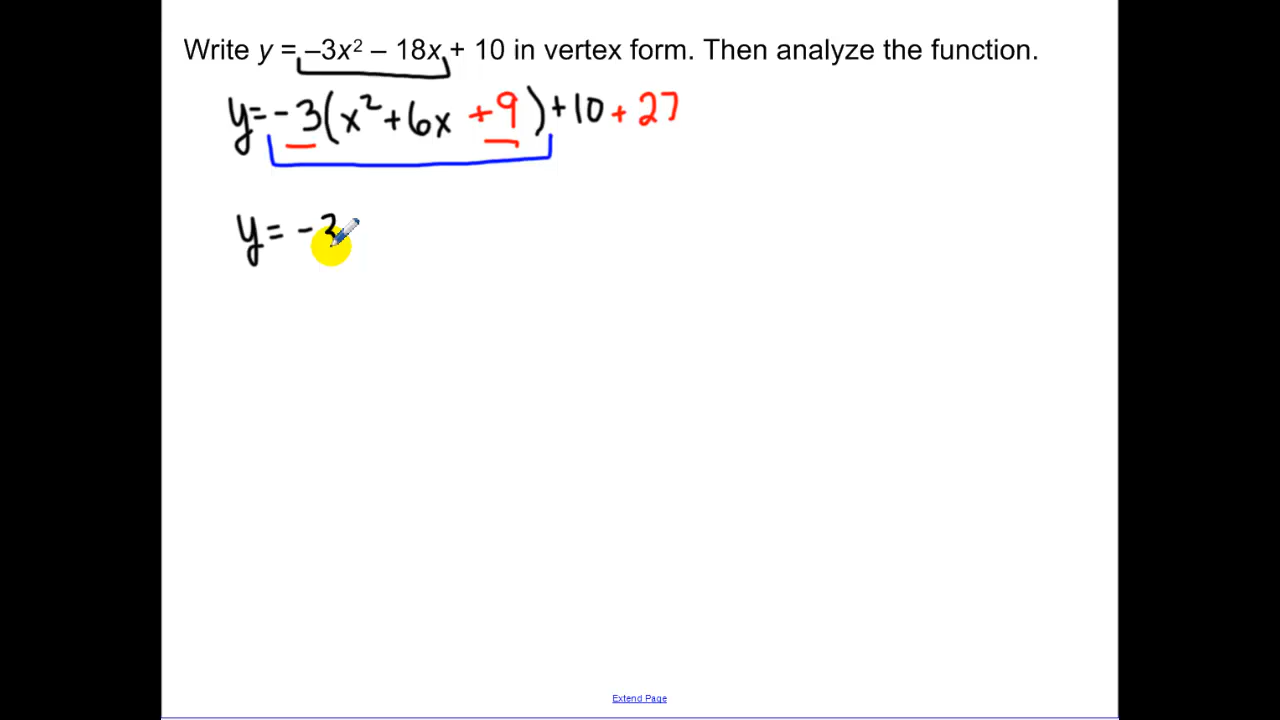 Write y = –3x² – 18x + 10 in vertex form. Then analyze the function.
y = -3(x² + 6x + 9) + 10 + 27
y = -3
Extend Page